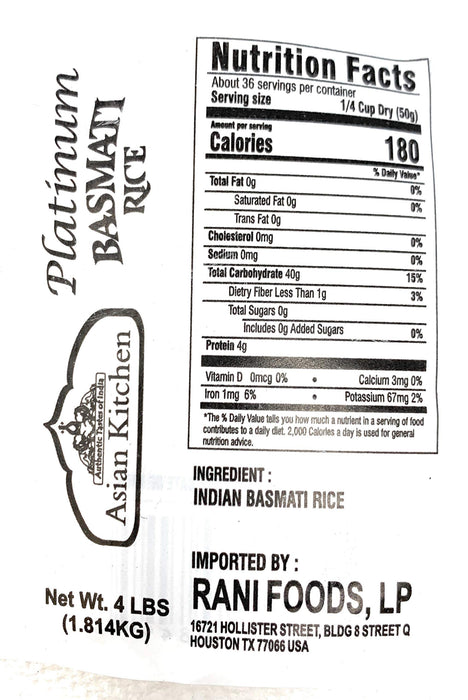 Platinum
BASMATI
RICE
Authentic Tastes of India
Asian Kitchen
Net Wt. 4 LBS
(1.814KG)
Nutrition Facts
About 36 servings per container
Serving size 1/4 Cup Dry (50g)
Amount per serving
Calories 180
% Daily Value*
Total Fat 0g 0%
Saturated Fat 0g 0%
Trans Fat 0g
Cholesterol 0mg 0%
Sodium 0mg 0%
Total Carbohydrate 40g 15%
Dietry Fiber Less Than 1g 3%
Total Sugars 0g
Includes 0g Added Sugars 0%
Protein 4g
Vitamin D 0mcg 0% • Calcium 3mg 0%
Iron 1mg 6% • Potassium 67mg 2%
*The % Daily Value tells you how much a nutrient in a serving of food
contributes to a daily diet. 2,000 Calories a day is used for general
nutrition advice.
INGREDIENT :
INDIAN BASMATI RICE
IMPORTED BY :
RANI FOODS, LP
16721 HOLLISTER STREET, BLDG 8 STREET Q
HOUSTON TX 77066 USA